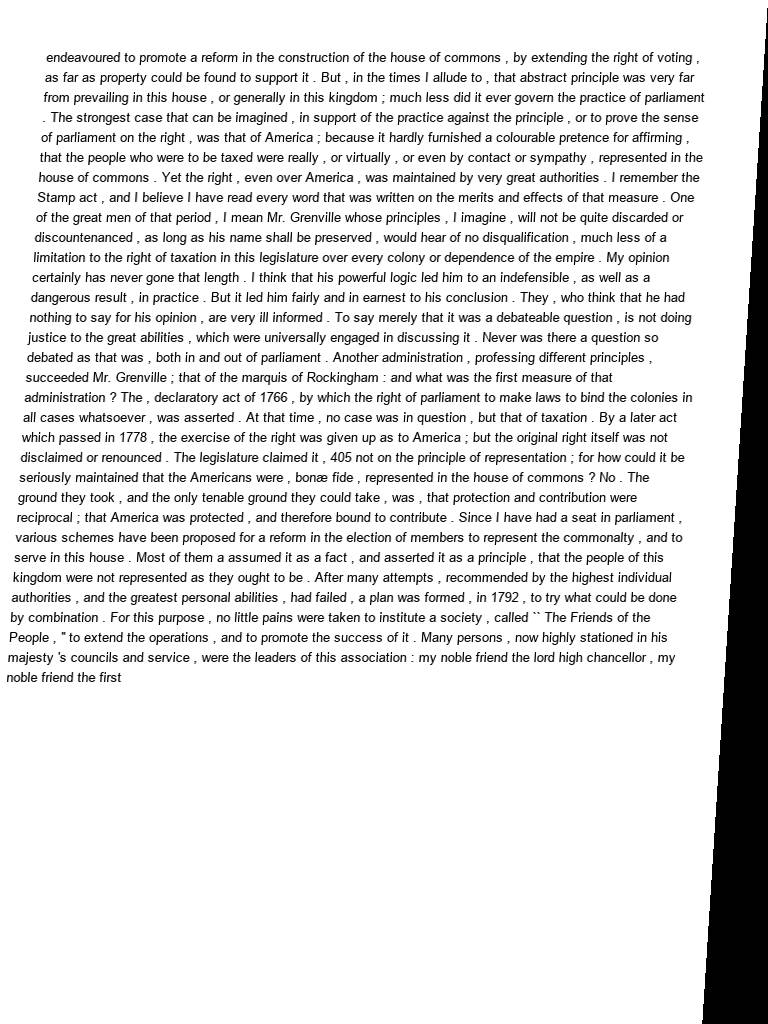 endeavoured to promote a reform in the construction of the house of commons , by extending the right of voting ,
as far as property could be found to support it . But , in the times I allude to , that abstract principle was very far
from prevailing in this house , or generally in this kingdom ; much less did it ever govern the practice of parliament
. The strongest case that can be imagined , in support of the practice against the principle , or to prove the sense
of parliament on the right , was that of America ; because it hardly furnished a colourable pretence for affirming ,
that the people who were to be taxed were really , or virtually , or even by contact or sympathy , represented in the
house of commons . Yet the right , even over America , was maintained by very great authorities . I remember the
Stamp act , and I believe I have read every word that was written on the merits and effects of that measure . One
of the great men of that period , I mean Mr. Grenville whose principles , I imagine , will not be quite discarded or
discountenanced , as long as his name shall be preserved , would hear of no disqualification , much less of a
limitation to the right of taxation in this legislature over every colony or dependence of the empire . My opinion
certainly has never gone that length . I think that his powerful logic led him to an indefensible , as well as a
dangerous result , in practice . But it led him fairly and in earnest to his conclusion . They , who think that he had
nothing to say for his opinion , are very ill informed . To say merely that it was a debateable question , is not doing
justice to the great abilities , which were universally engaged in discussing it . Never was there a question so
debated as that was , both in and out of parliament . Another administration , professing different principles ,
succeeded Mr. Grenville ; that of the marquis of Rockingham : and what was the first measure of that
administration ? The , declaratory act of 1766 , by which the right of parliament to make laws to bind the colonies in
all cases whatsoever , was asserted . At that time , no case was in question , but that of taxation . By a later act
which passed in 1778 , the exercise of the right was given up as to America ; but the original right itself was not
disclaimed or renounced . The legislature claimed it , 405 not on the principle of representation ; for how could it be
seriously maintained that the Americans were , bonæ fide , represented in the house of commons ? No . The
ground they took , and the only tenable ground they could take , was , that protection and contribution were
reciprocal ; that America was protected , and therefore bound to contribute . Since I have had a seat in parliament ,
various schemes have been proposed for a reform in the election of members to represent the commonalty , and to
serve in this house . Most of them a assumed it as a fact , and asserted it as a principle , that the people of this
kingdom were not represented as they ought to be . After many attempts , recommended by the highest individual
authorities , and the greatest personal abilities , had failed , a plan was formed , in 1792 , to try what could be done
by combination . For this purpose , no little pains were taken to institute a society , called `` The Friends of the
People , '' to extend the operations , and to promote the success of it . Many persons , now highly stationed in his
majesty 's councils and service , were the leaders of this association : my noble friend the lord high chancellor , my
noble friend the first